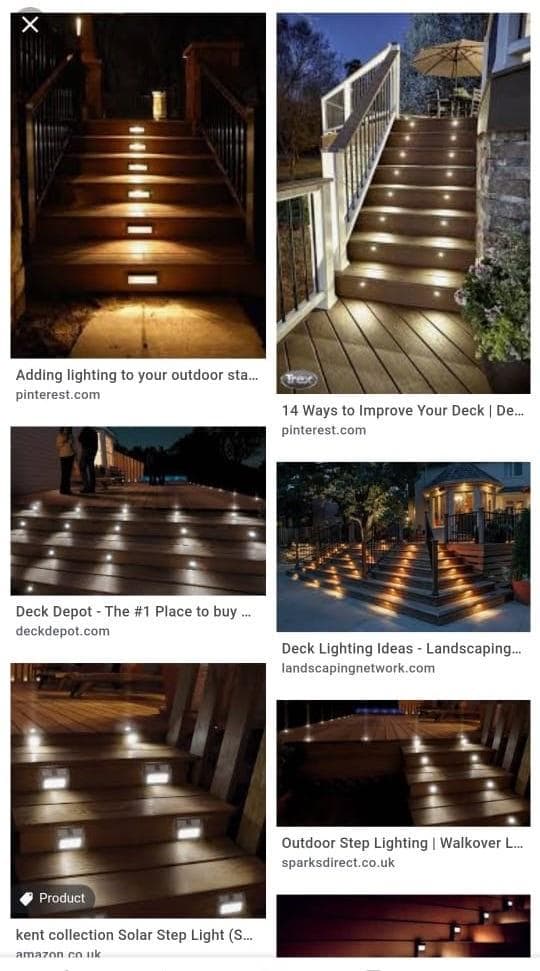 Adding lighting to your outdoor sta...
pinterest.com
Trex
14 Ways to Improve Your Deck | De...
pinterest.com
Deck Depot - The #1 Place to buy ...
deckdepot.com
Deck Lighting Ideas - Landscaping...
landscapingnetwork.com
Product
kent collection Solar Step Light (S...
amazon.co.uk
Outdoor Step Lighting | Walkover L...
sparksdirect.co.uk